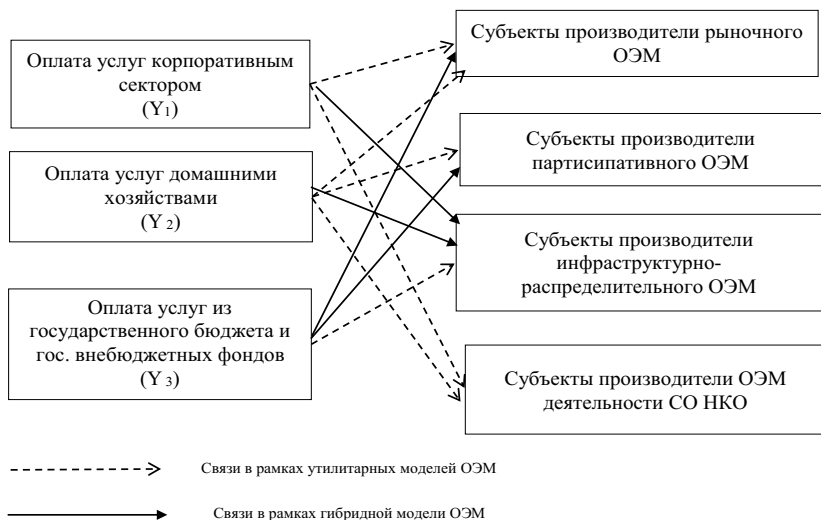 Оплата услуг корпоративным
сектором
(Y1)
Оплата услуг домашними
хозяйствами
(Y 2)
Оплата услуг из
государственного бюджета и
гос. внебюджетных фондов
(Y 3)
Субъекты производители рыночного
ОЭМ
Субъекты производители
партисипативного ОЭМ
Субъекты производители
инфраструктурно-
распределительного ОЭМ
Субъекты производители ОЭМ
деятельности СО НКО
Связи в рамках утилитарных моделей ОЭМ
Связи в рамках гибридной модели ОЭМ